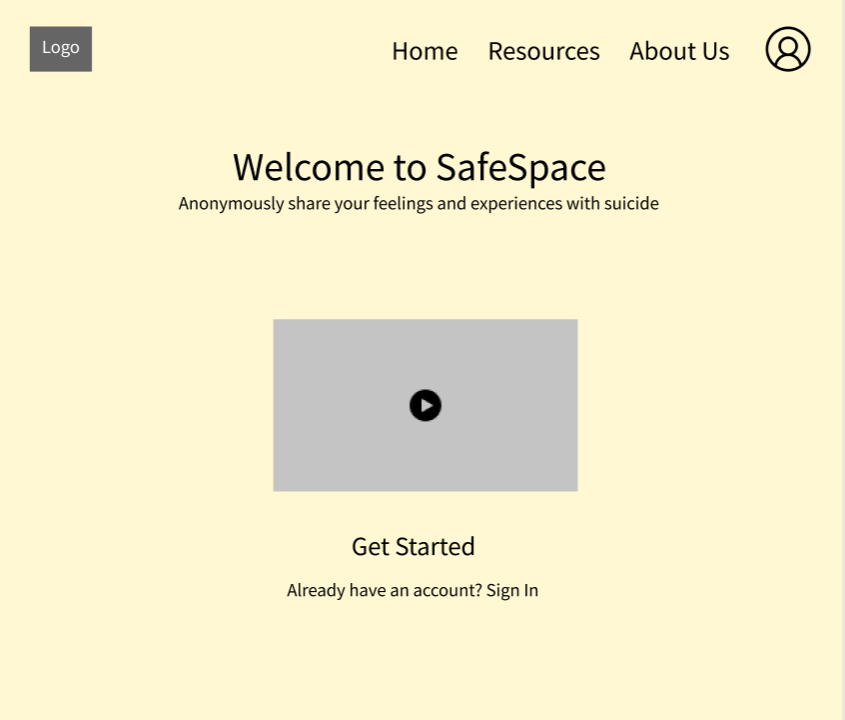 Logo
Home Resources About Us
Welcome to SafeSpace
Anonymously share your feelings and experiences with suicide
Get Started
Already have an account? Sign In